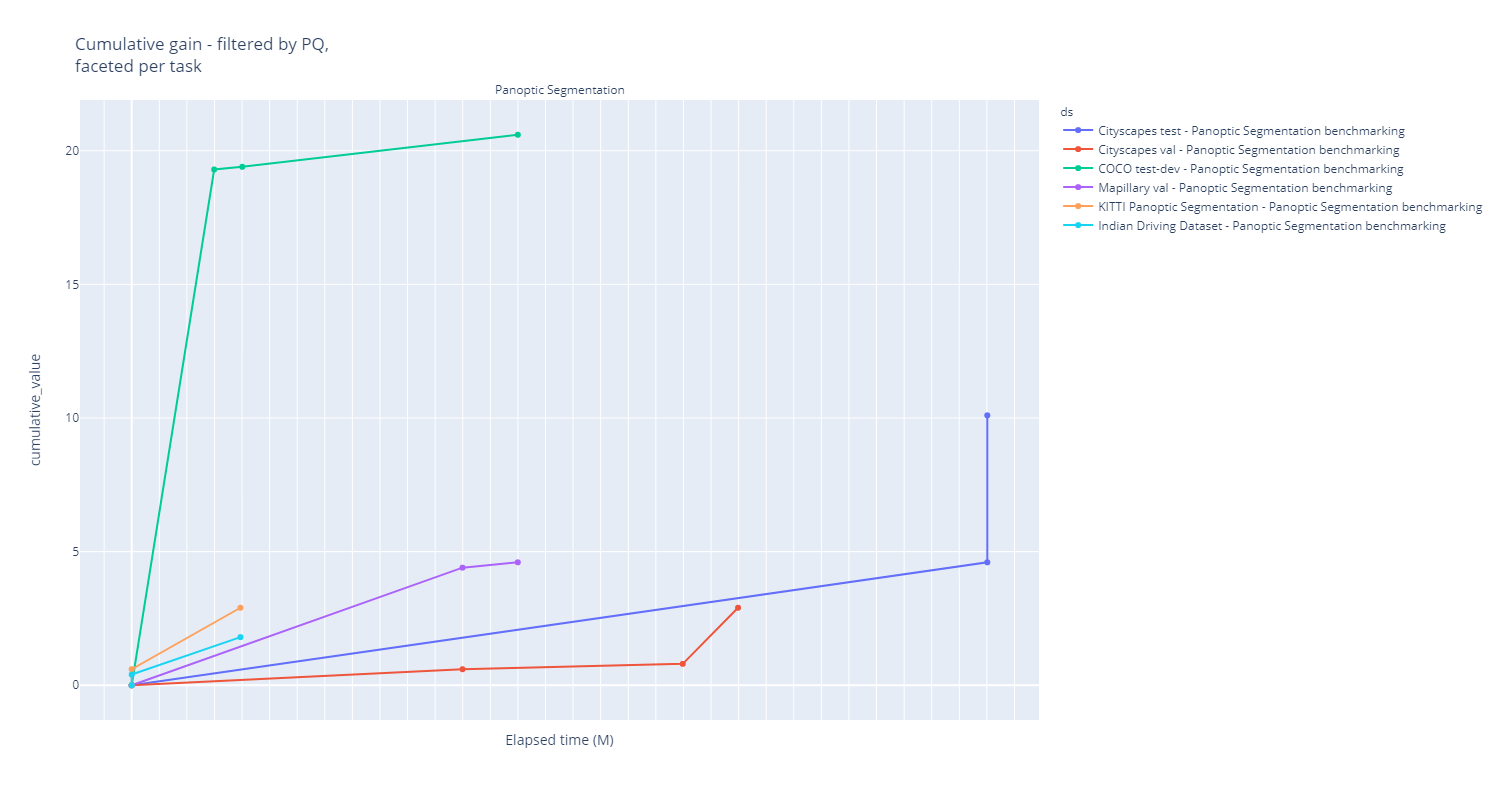 Cumulative gain - filtered by PQ,
faceted per task
Panoptic Segmentation
20
15
10
5
0
cumulative_value
Elapsed time (M)
ds
Cityscapes test - Panoptic Segmentation benchmarking
Cityscapes val - Panoptic Segmentation benchmarking
COCO test-dev - Panoptic Segmentation benchmarking
Mapillary val - Panoptic Segmentation benchmarking
KITTI Panoptic Segmentation - Panoptic Segmentation benchmarking
Indian Driving Dataset - Panoptic Segmentation benchmarking